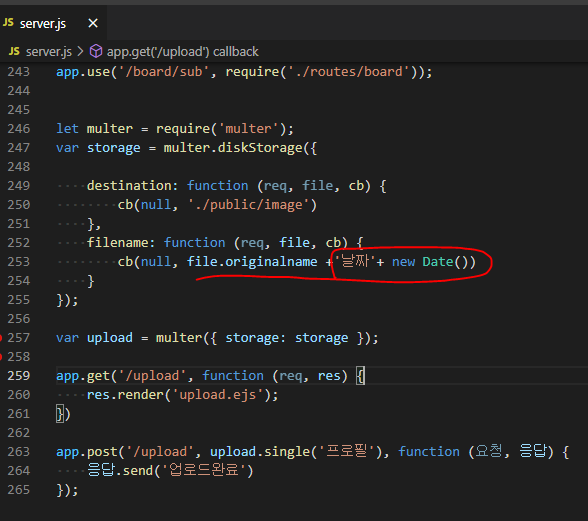 JS server.js ×
JS server.js > app.get('/upload') callback
243 app.use('/board/sub', require('./routes/board'));
244
245
246 let multer = require('multer');
247 var storage = multer.diskStorage({
248
249 destination: function (req, file, cb) {
250 cb(null, './public/image')
251 },
252 filename: function (req, file, cb) {
253 cb(null, file.originalname +'날짜'+ new Date())
254 }
255 });
256
257 var upload = multer({ storage: storage });
258
259 app.get('/upload', function (req, res) {
260 res.render('upload.ejs');
261 })
262
263 app.post('/upload', upload.single('프로필'), function (요청, 응답) {
264 응답.send('업로드완료')
265 });